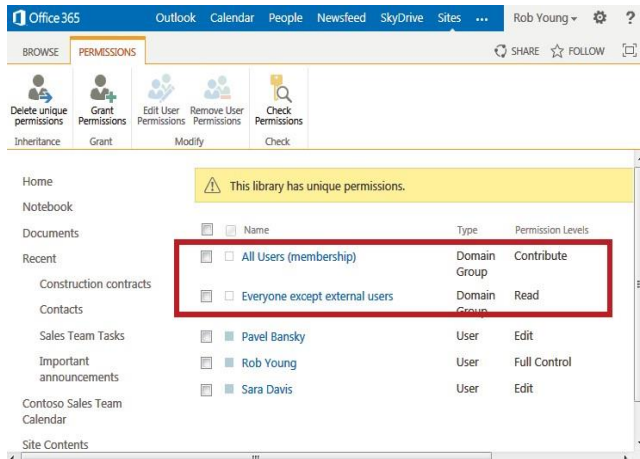 Office 365 Outlook Calendar People Newsfeed SkyDrive Sites ... Rob Young ?
BROWSE PERMISSIONS SHARE FOLLOW
Delete unique permissions
Grant Permissions
Edit User Permissions
Remove User Permissions
Check Permissions
Inheritance Grant Modify Check
Home
Notebook
Documents
Recent
Construction contracts
Contacts
Sales Team Tasks
Important
announcements
Contoso Sales Team
Calendar
Site Contents
This library has unique permissions.
Name Type Permission Levels
All Users (membership) Domain Group Contribute
Everyone except external users Domain Group Read
Pavel Bansky User Edit
Rob Young User Full Control
Sara Davis User Edit